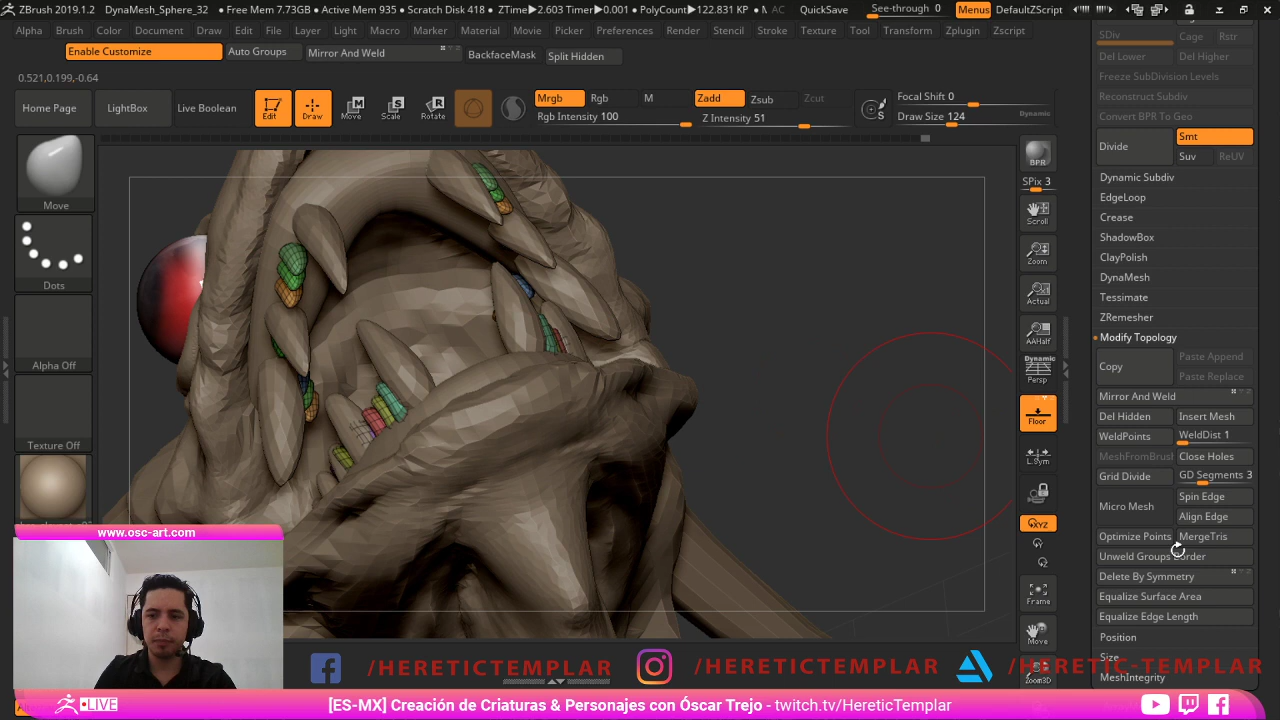 ZBrush 2019.1.2 DynaMesh_Sphere_32 • Free Mem 7.73GB • Active Mem 935 • Scratch Disk 418 • ZTime▸2.603 Timer▸0.001 • PolyCount▸122.831 KP • M AC QuickSave See-through 0 Menus DefaultZScript
Alpha Brush Color Document Draw Edit File Layer Light Macro Marker Material Movie Picker Preferences Render Stencil Stroke Texture Tool Transform Zplugin Zscript
Enable Customize Auto Groups Mirror And Weld BackfaceMask Split Hidden
0.521,0.199,-0.64
Home Page LightBox Live Boolean Edit Draw Move Scale Rotate
Mrgb Rgb M Zadd Zsub Zcut
Rgb Intensity 100 Z Intensity 51
Focal Shift 0
Draw Size 124 Dynamic
Move
Dots
Alpha Off
Texture Off
BPR
SPix 3
Scroll
Zoom
Actual
AAHalf
Dynamic
Persp
Floor
L.Sym
XYZ
Frame
Move
Zoom3D
SDiv Cage Rstr
Del Lower Del Higher
Freeze SubDivision Levels
Reconstruct Subdiv
Convert BPR To Geo
Divide Smt
Suv ReUV
Dynamic Subdiv
EdgeLoop
Crease
ShadowBox
ClayPolish
DynaMesh
Tessimate
ZRemesher
Modify Topology
Copy Paste Append
Paste Replace
Mirror And Weld
Del Hidden Insert Mesh
WeldPoints WeldDist 1
MeshFromBrush Close Holes
Grid Divide GD Segments 3
Micro Mesh Spin Edge
Align Edge
Optimize Points MergeTris
Unweld Groups
Delete By Symmetry
Equalize Surface Area
Equalize Edge Length
Position
Size
MeshIntegrity
www.osc-art.com
/HERETICTEMPLAR /HERETICTEMPLAR /HERETIC-TEMPLAR
LIVE [ES-MX] Creación de Criaturas & Personajes con Óscar Trejo - twitch.tv/HereticTemplar